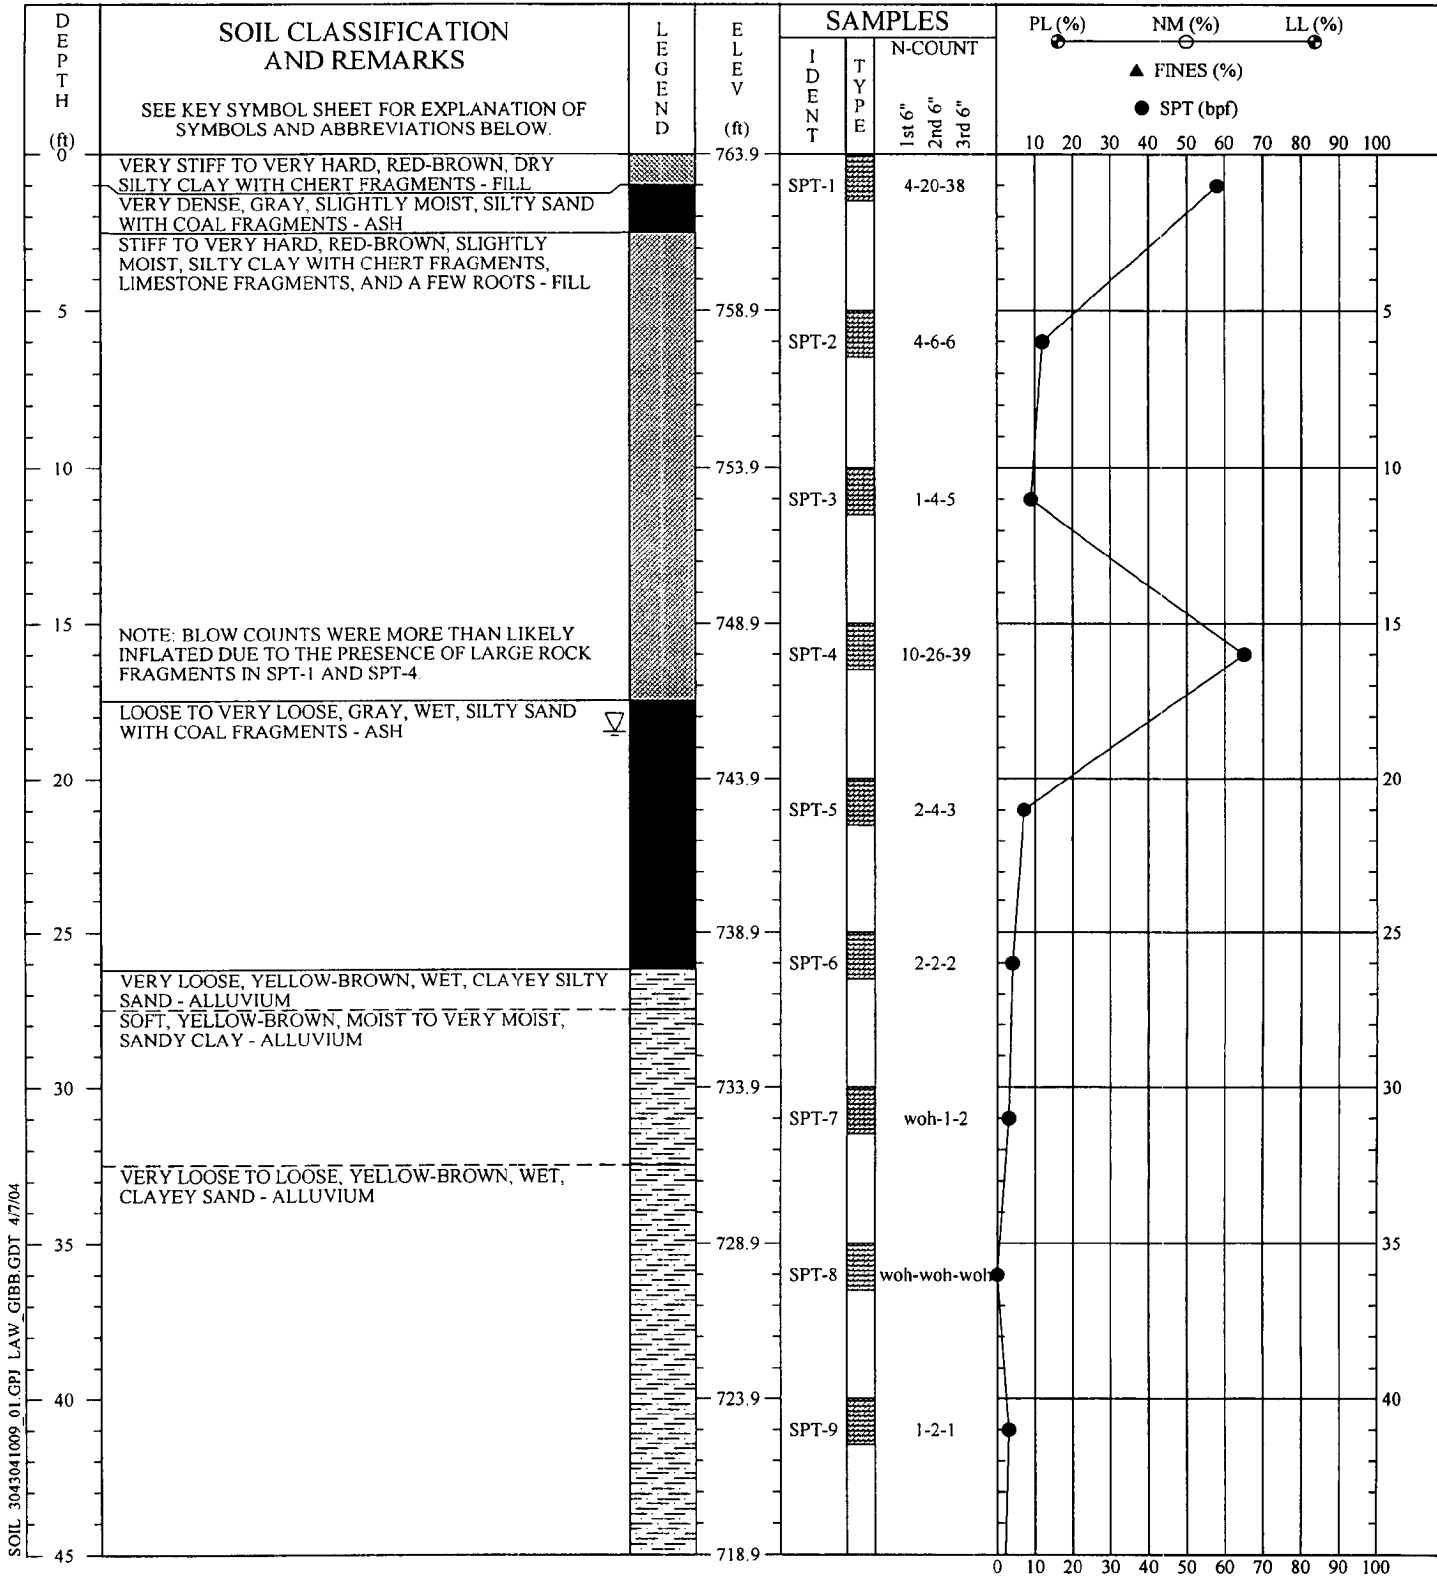 DEPTH
(ft)
SOIL CLASSIFICATION
AND REMARKS
SEE KEY SYMBOL SHEET FOR EXPLANATION OF
SYMBOLS AND ABBREVIATIONS BELOW.
LEGEND
ELEV
(ft)
SAMPLES
IDENT
TYPE
N-COUNT
1st 6"
2nd 6"
3rd 6"
PL (%) NM (%) LL (%)
▲ FINES (%)
● SPT (bpf)
10 20 30 40 50 60 70 80 90 100
0
VERY STIFF TO VERY HARD, RED-BROWN, DRY
SILTY CLAY WITH CHERT FRAGMENTS - FILL
763.9
SPT-1 4-20-38
VERY DENSE, GRAY, SLIGHTLY MOIST, SILTY SAND
WITH COAL FRAGMENTS - ASH
STIFF TO VERY HARD, RED-BROWN, SLIGHTLY
MOIST, SILTY CLAY WITH CHERT FRAGMENTS,
LIMESTONE FRAGMENTS, AND A FEW ROOTS - FILL
5 758.9 5
SPT-2 4-6-6
10 753.9 10
SPT-3 1-4-5
15 748.9 15
NOTE: BLOW COUNTS WERE MORE THAN LIKELY
INFLATED DUE TO THE PRESENCE OF LARGE ROCK
FRAGMENTS IN SPT-1 AND SPT-4.
SPT-4 10-26-39
LOOSE TO VERY LOOSE, GRAY, WET, SILTY SAND
WITH COAL FRAGMENTS - ASH
20 743.9 20
SPT-5 2-4-3
25 738.9 25
SPT-6 2-2-2
VERY LOOSE, YELLOW-BROWN, WET, CLAYEY SILTY
SAND - ALLUVIUM
SOFT, YELLOW-BROWN, MOIST TO VERY MOIST,
SANDY CLAY - ALLUVIUM
30 733.9 30
SPT-7 woh-1-2
VERY LOOSE TO LOOSE, YELLOW-BROWN, WET,
CLAYEY SAND - ALLUVIUM
35 728.9 35
SPT-8 woh-woh-woh
40 723.9 40
SPT-9 1-2-1
45 718.9
0 10 20 30 40 50 60 70 80 90 100
SOIL 3043041009_01.GPJ LAW_GIBB.GDT 4/7/04